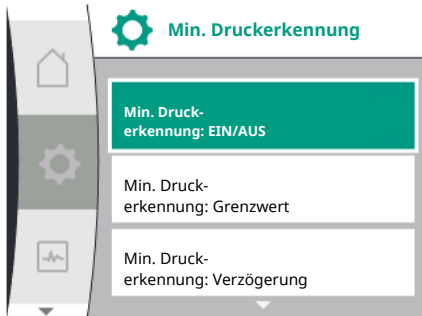 Min. Druckerkennung
Min. Druck-
erkennung: EIN/AUS
Min. Druck-
erkennung: Grenzwert
Min. Druck-
erkennung: Verzögerung